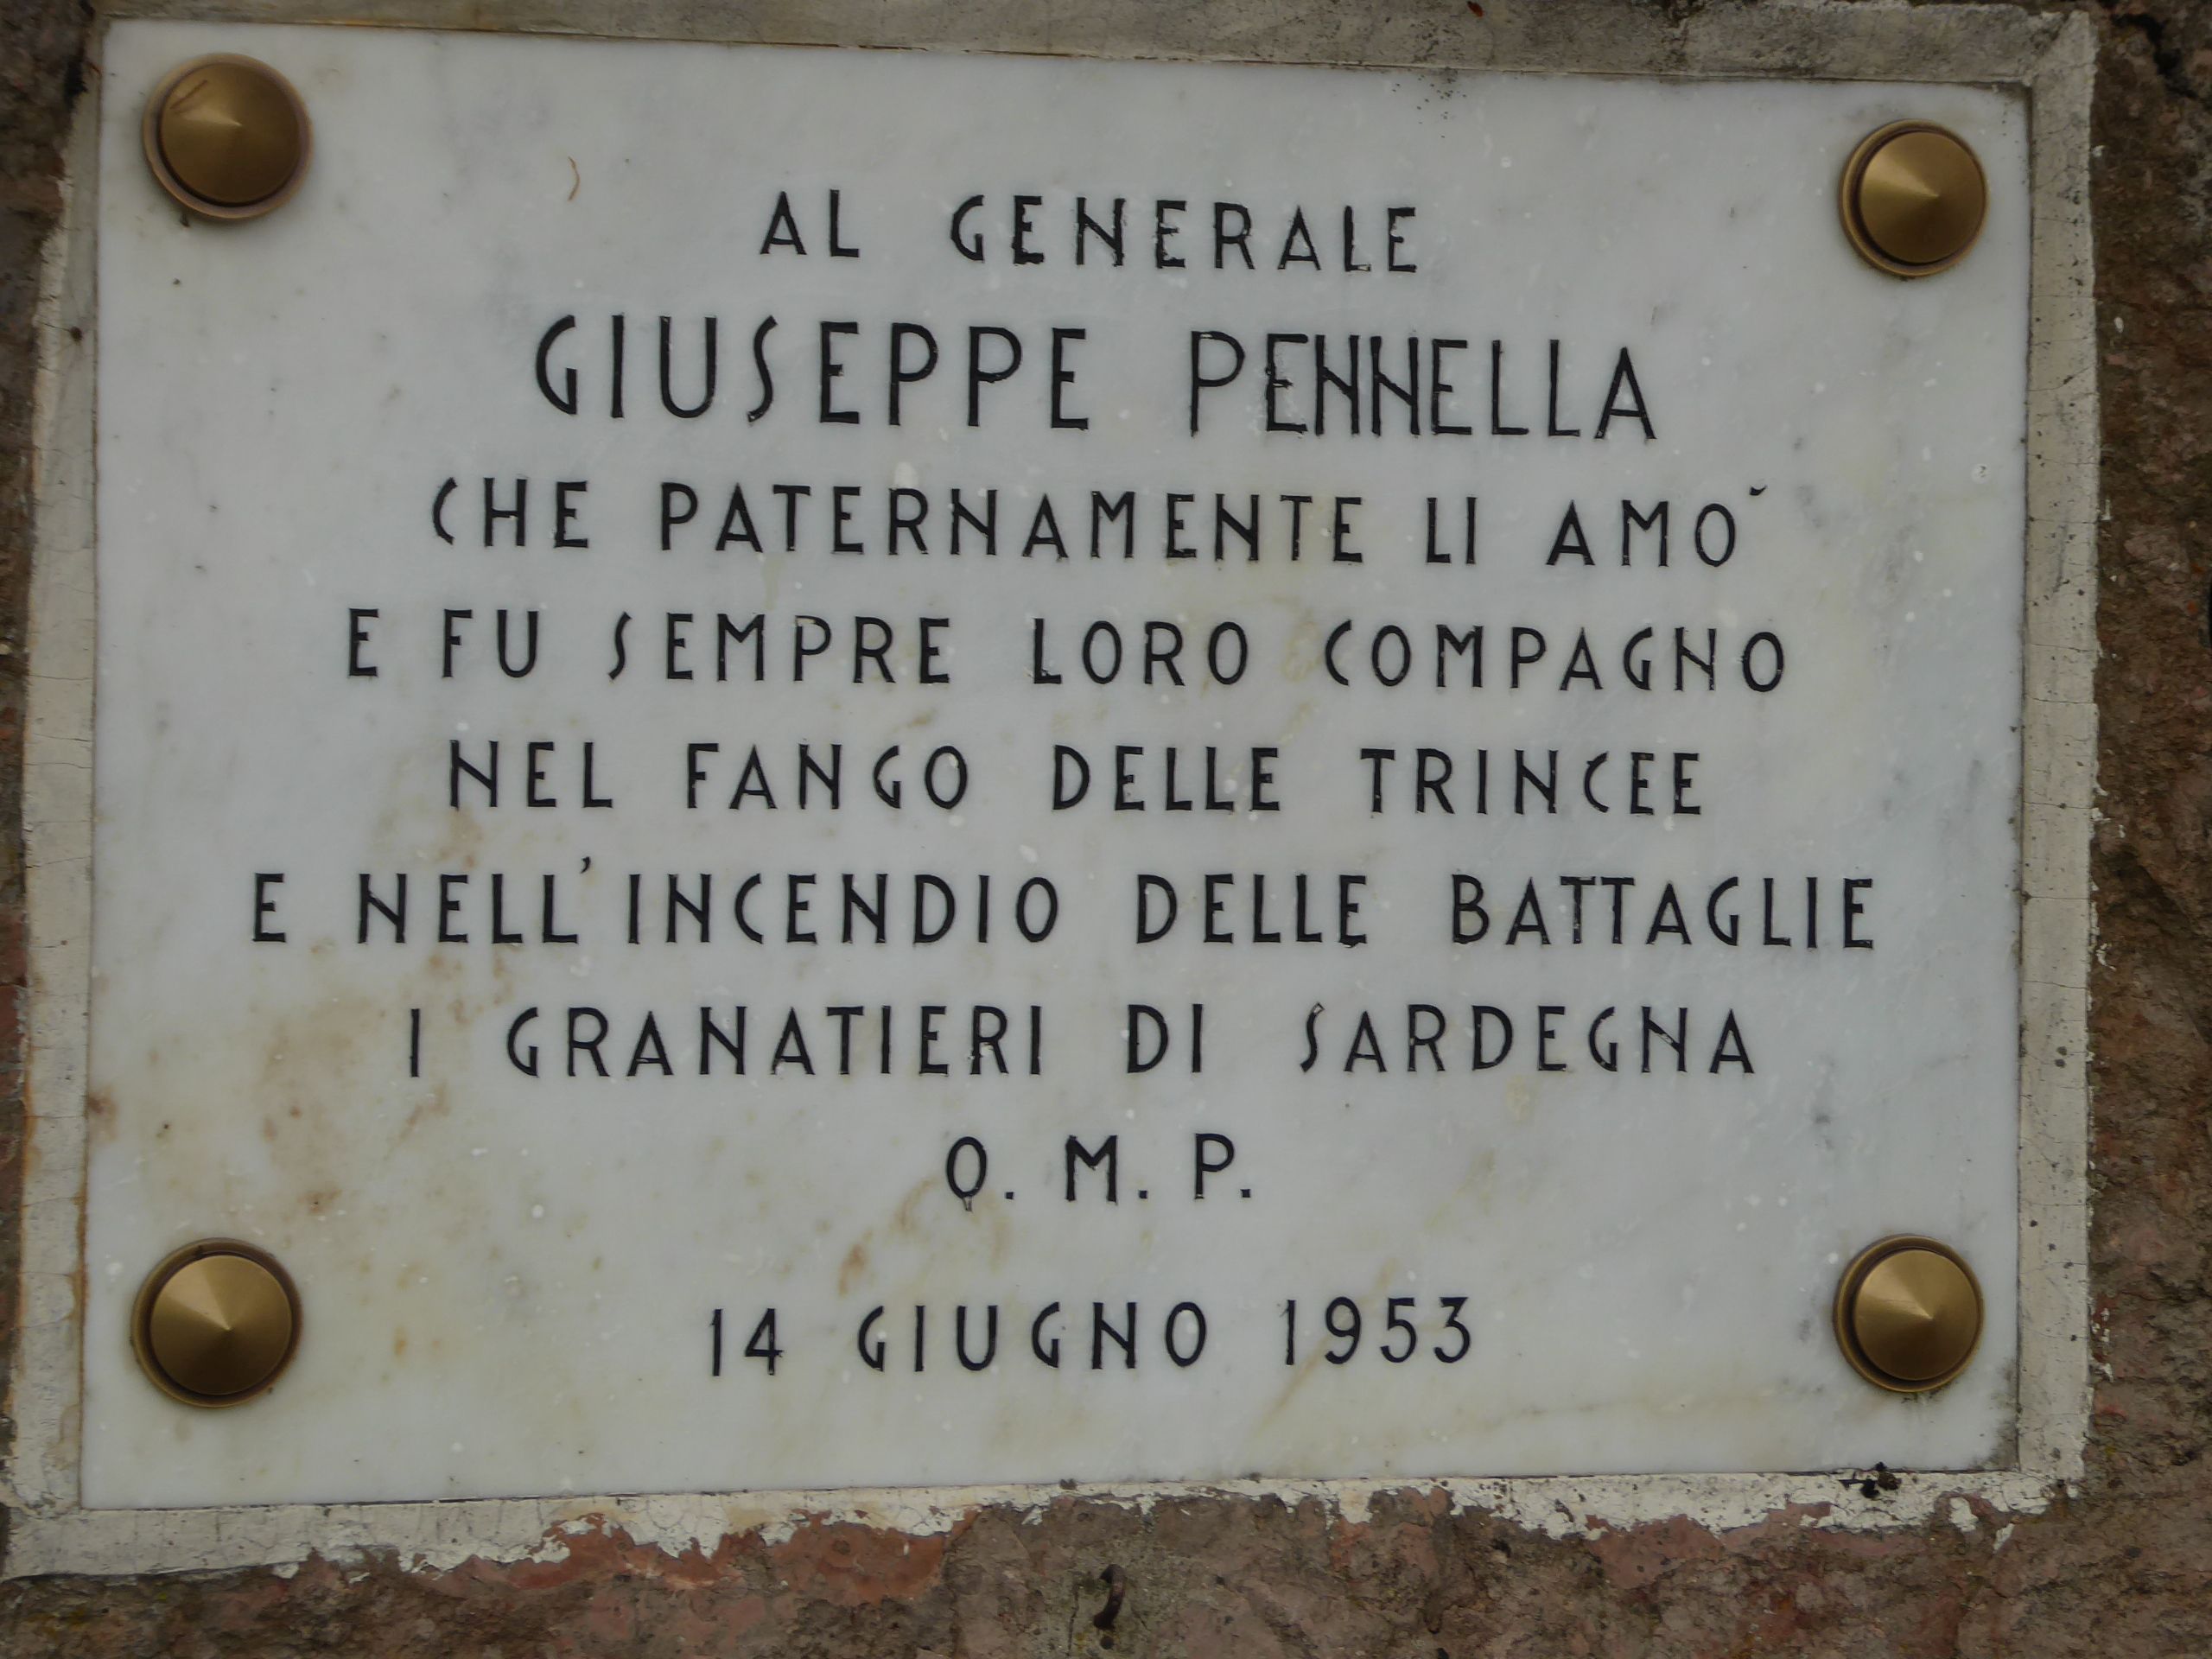 AL GENERALE
GIUSEPPE PENNELLA
CHE PATERNAMENTE LI AMO`
E FU SEMPRE LORO COMPAGNO
NEL FANGO DELLE TRINCEE
E NELL'INCENDIO DELLE BATTAGLIE
I GRANATIERI DI SARDEGNA
Q. M. P.
14 GIUGNO 1953